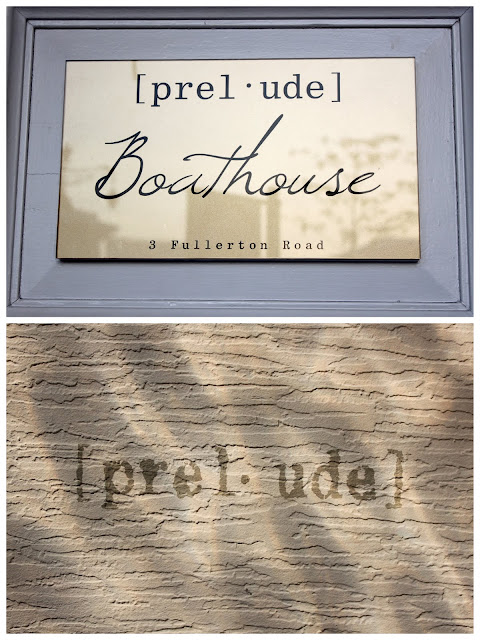 [prel·ude]
Boathouse
3 Fullerton Road
[prel·ude]